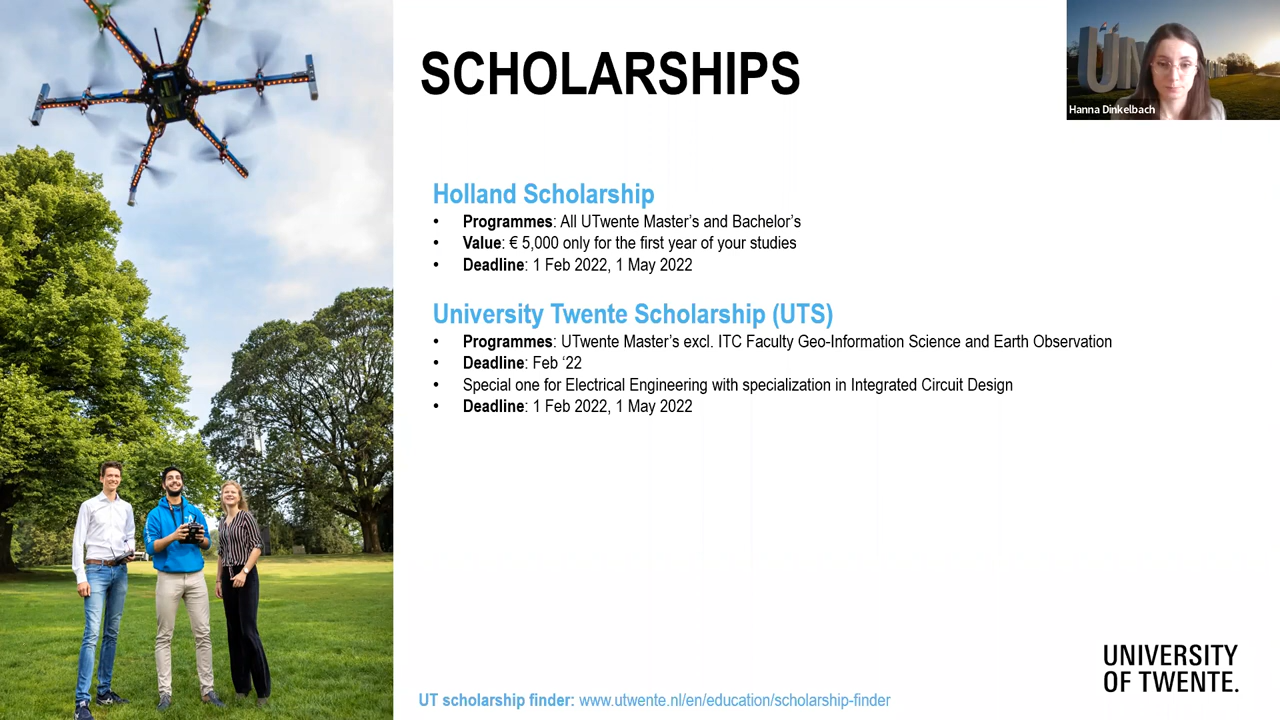 SCHOLARSHIPS
Hanna Dinkelbach
Holland Scholarship
• Programmes: All UTwente Master’s and Bachelor’s
• Value: € 5,000 only for the first year of your studies
• Deadline: 1 Feb 2022, 1 May 2022
University Twente Scholarship (UTS)
• Programmes: UTwente Master’s excl. ITC Faculty Geo-Information Science and Earth Observation
• Deadline: Feb ‘22
• Special one for Electrical Engineering with specialization in Integrated Circuit Design
• Deadline: 1 Feb 2022, 1 May 2022
UNIVERSITY
OF TWENTE.
UT scholarship finder: www.utwente.nl/en/education/scholarship-finder